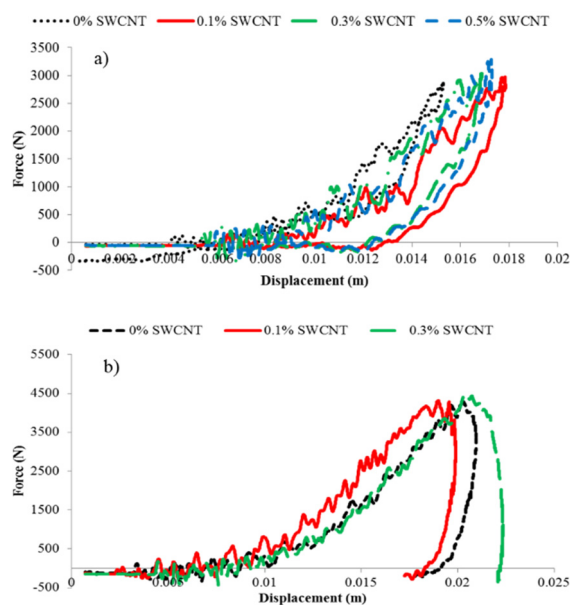 0% SWCNT 0.1% SWCNT 0.3% SWCNT 0.5% SWCNT
a)
3500
3000
2500
2000
1500
1000
500
0
-500
Force (N)
0 0.002 0.004 0.006 0.008 0.01 0.012 0.014 0.016 0.018 0.02
Displacement (m)
0% SWCNT 0.1% SWCNT 0.3% SWCNT
b)
5500
4500
3500
2500
1500
500
-500
Force (N)
0 0.005 0.01 0.015 0.02 0.025
Displacement (m)